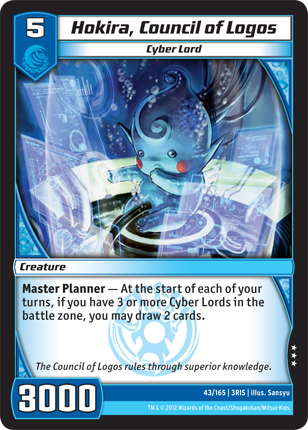 5
Hokira, Council of Logos
Cyber Lord
Creature
Master Planner — At the start of each of your
turns, if you have 3 or more Cyber Lords in the
battle zone, you may draw 2 cards.
The Council of Logos rules through superior knowledge.
3000
43/165 | 3RIS | illus. Sansyu
TM & © 2012 Wizards of the Coast/Shogakukan/Mitsui-Kids.